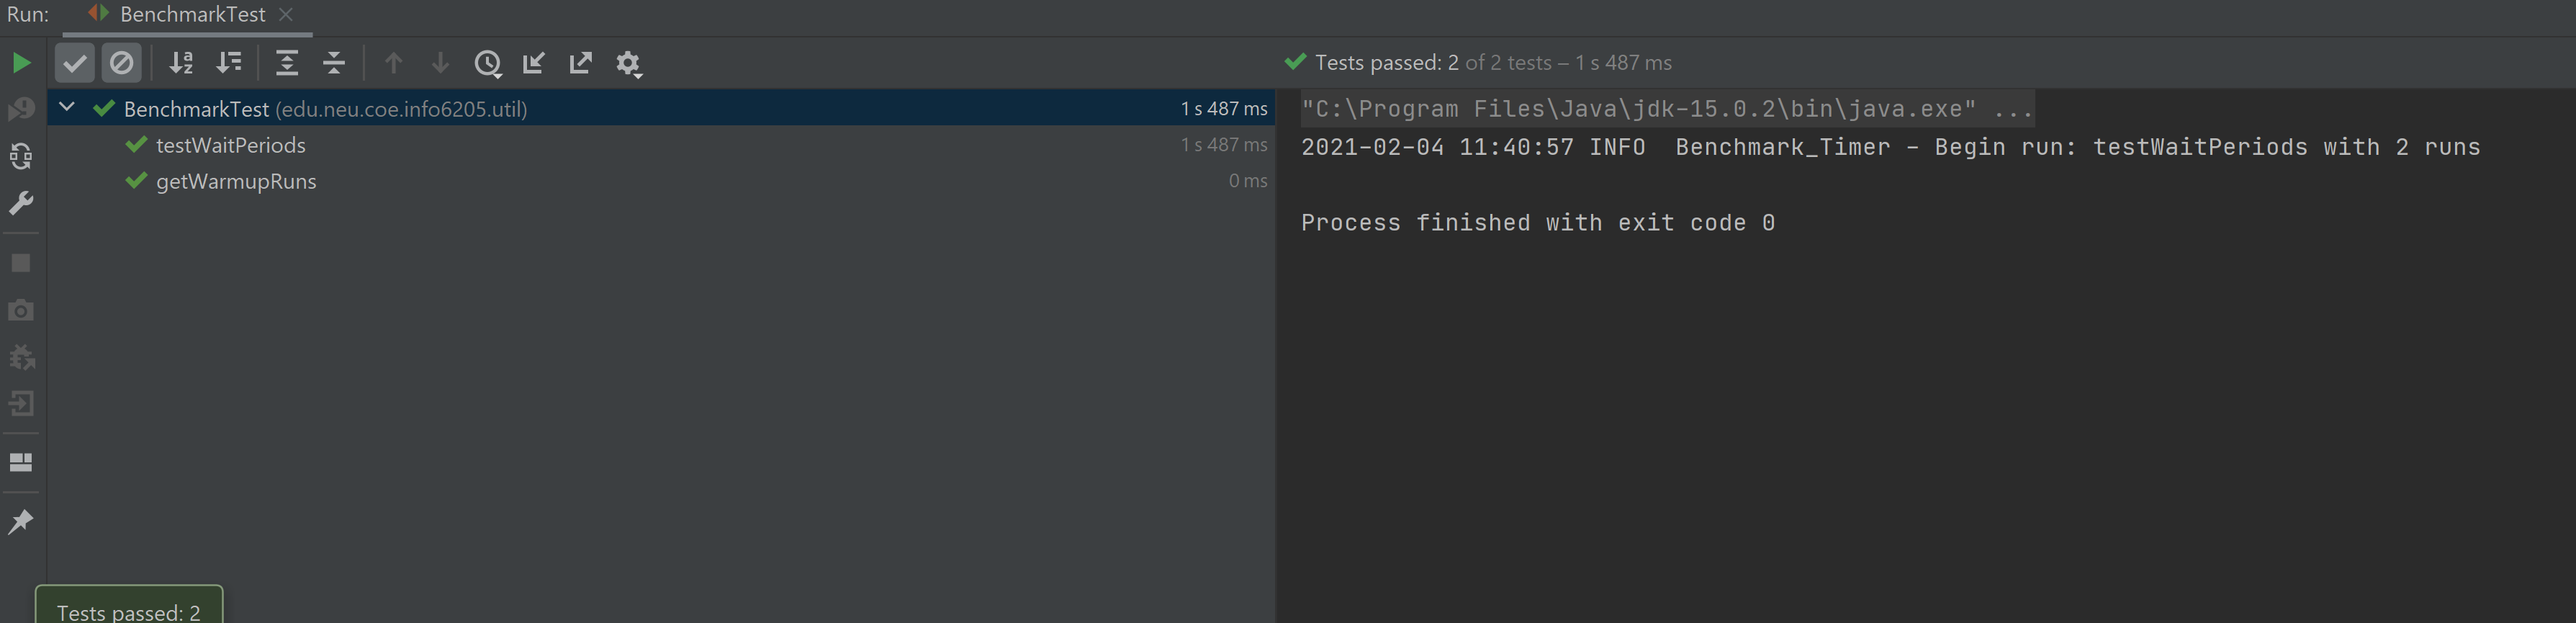 Run: BenchmarkTest
Tests passed: 2 of 2 tests – 1 s 487 ms
BenchmarkTest (edu.neu.coe.info6205.util) 1 s 487 ms
testWaitPeriods 1 s 487 ms
getWarmupRuns 0 ms
"C:\Program Files\Java\jdk-15.0.2\bin\java.exe" ...
2021-02-04 11:40:57 INFO  Benchmark_Timer - Begin run: testWaitPeriods with 2 runs
Process finished with exit code 0
Tests passed: 2